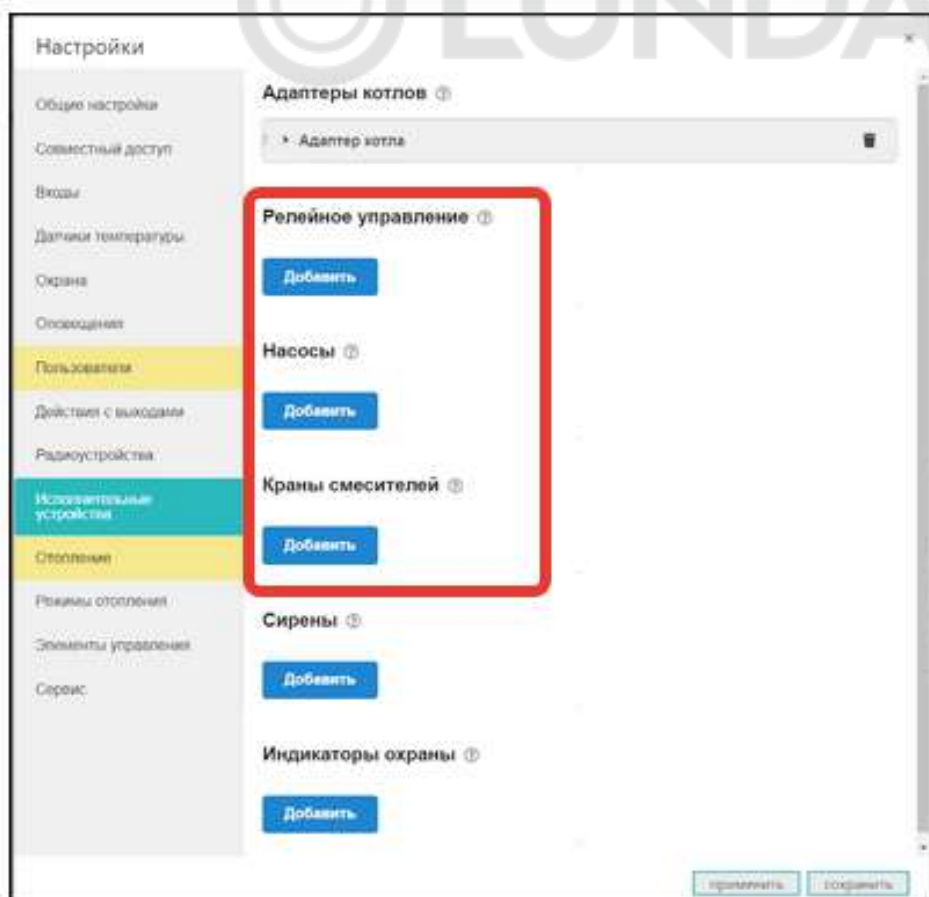 LUNDA
Настройки
Общие настройки
Адаптеры котлов
Адаптер котла
Совместный доступ
Входы
Датчики температуры
Охрана
Оповещения
Пользователи
Действия с выходами
Радиоустройства
Исполнительные
устройства
Отопление
Режимы отопления
Элементы управления
Сервис
Релейное управление
Добавить
Насосы
Добавить
Краны смесителей
Добавить
Сирены
Добавить
Индикаторы охраны
Добавить
применить
сохранить